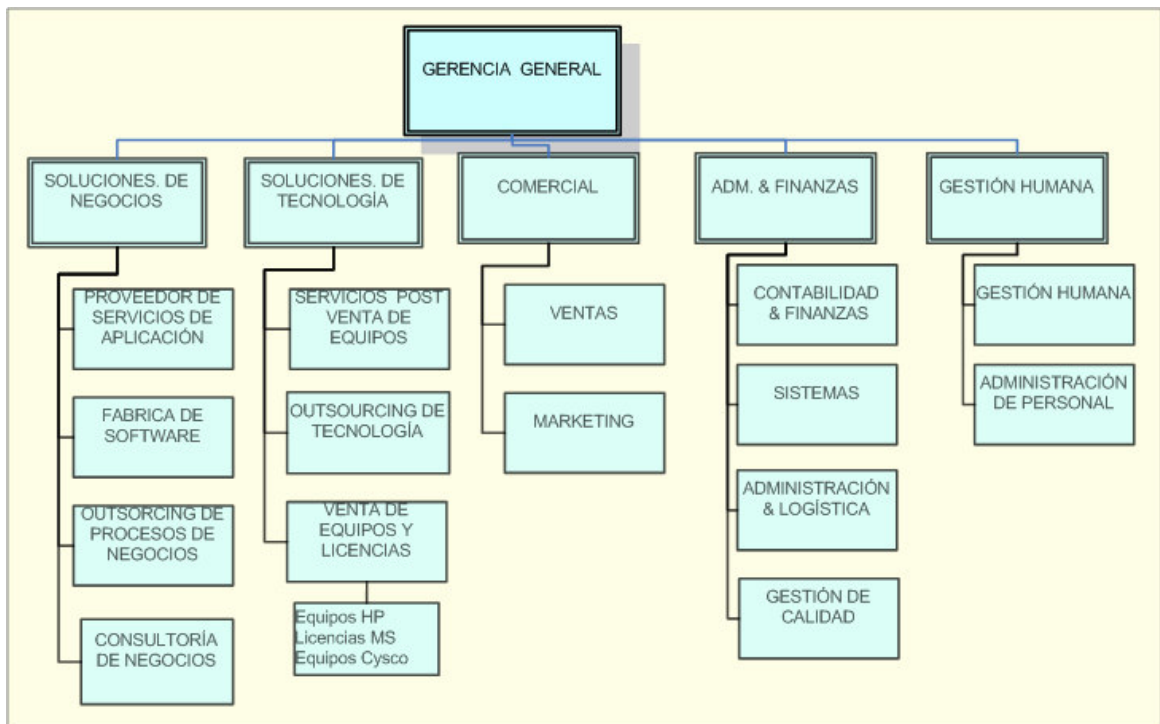 GERENCIA GENERAL
SOLUCIONES. DE
NEGOCIOS
SOLUCIONES. DE
TECNOLOGÍA
COMERCIAL
ADM. & FINANZAS
GESTIÓN HUMANA
PROVEEDOR DE
SERVICIOS DE
APLICACIÓN
FABRICA DE
SOFTWARE
OUTSORCING DE
PROCESOS DE
NEGOCIOS
CONSULTORÍA
DE NEGOCIOS
SERVICIOS POST
VENTA DE
EQUIPOS
OUTSOURCING DE
TECNOLOGÍA
VENTA DE
EQUIPOS Y
LICENCIAS
Equipos HP
Licencias MS
Equipos Cysco
VENTAS
MARKETING
CONTABILIDAD
& FINANZAS
SISTEMAS
ADMINISTRACIÓN
& LOGÍSTICA
GESTIÓN DE
CALIDAD
GESTIÓN HUMANA
ADMINISTRACIÓN
DE PERSONAL